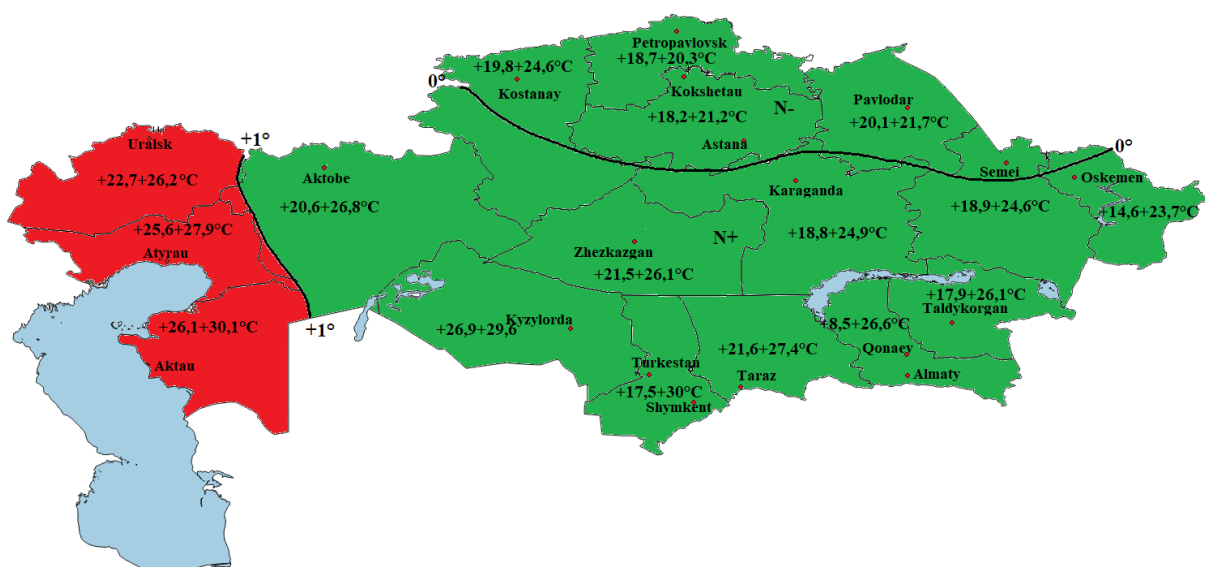 Petropavlovsk
+18,7+20,3°C
+19,8+24,6°C
0°
Kostanay
Kokshetau
Pavlodar
N-
+18,2+21,2°C
+20,1+21,7°C
Astana
Uralsk
+1°
0°
Aktobe
Semei
Oskemen
+22,7+26,2°C
Karaganda
+20,6+26,8°C
+18,9+24,6°C
+14,6+23,7°C
+25,6+27,9°C
Atyrau
N+
+18,8+24,9°C
Zhezkazgan
+21,5+26,1°C
+17,9+26,1°C
Taldykorgan
+26,1+30,1°C
+1°
Kyzylorda
+26,9+29,6
+8,5+26,6°C
Qonaev
+21,6+27,4°C
Aktau
Turkestan
Taraz
Almaty
+17,5+30°C
Shymkent